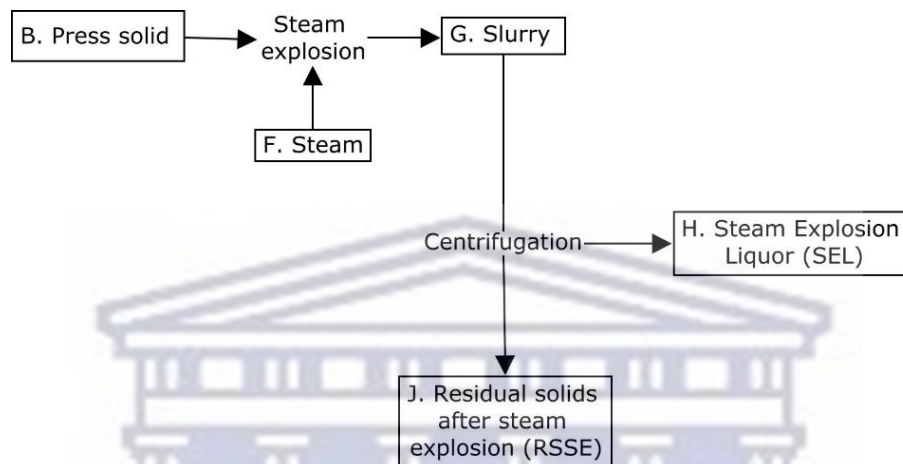 B. Press solid
Steam
explosion
G. Slurry
F. Steam
Centrifugation
H. Steam Explosion
Liquor (SEL)
J. Residual solids
after steam
explosion (RSSE)